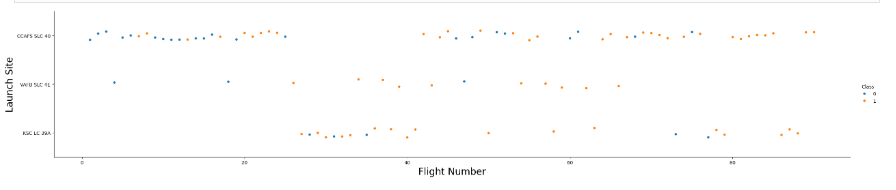 CCAFS SLC 40
VAFB SLC 4E
KSC LC 39A
Launch Site
0
20
40
60
80
Flight Number
Class
0
1